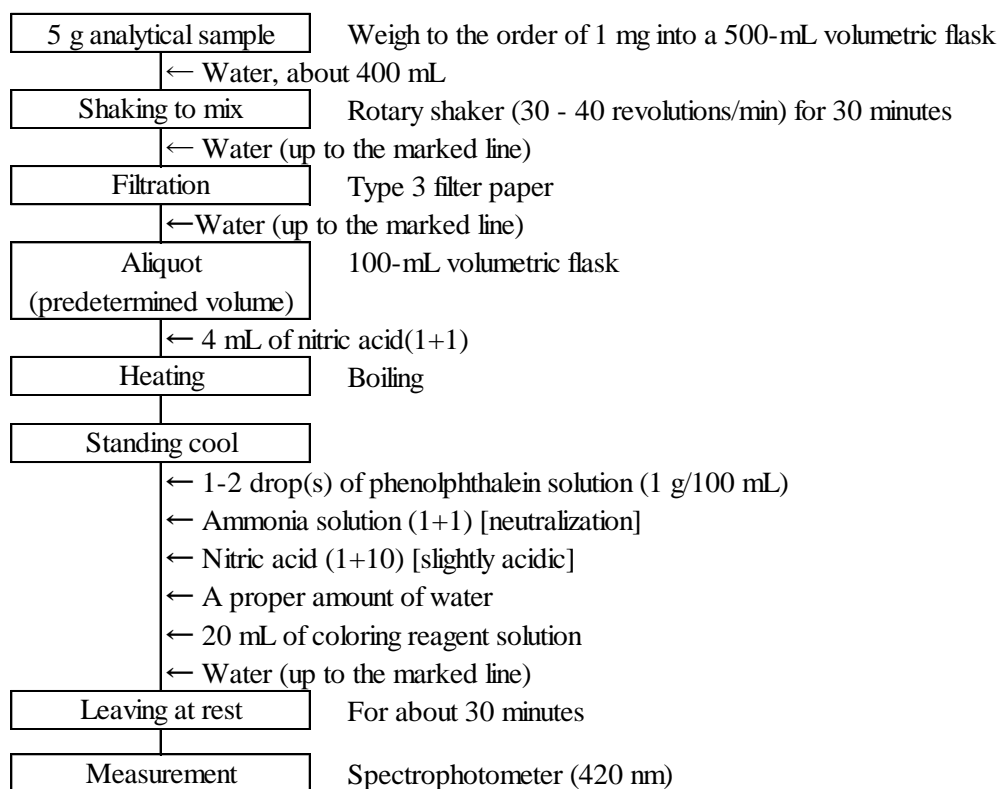 5 g analytical sample Weigh to the order of 1 mg into a 500-mL volumetric flask
← Water, about 400 mL
Shaking to mix Rotary shaker (30 - 40 revolutions/min) for 30 minutes
← Water (up to the marked line)
Filtration Type 3 filter paper
←Water (up to the marked line)
Aliquot 100-mL volumetric flask
(predetermined volume)
← 4 mL of nitric acid(1+1)
Heating Boiling
Standing cool
← 1-2 drop(s) of phenolphthalein solution (1 g/100 mL)
← Ammonia solution (1+1) [neutralization]
← Nitric acid (1+10) [slightly acidic]
← A proper amount of water
← 20 mL of coloring reagent solution
← Water (up to the marked line)
Leaving at rest For about 30 minutes
Measurement Spectrophotometer (420 nm)